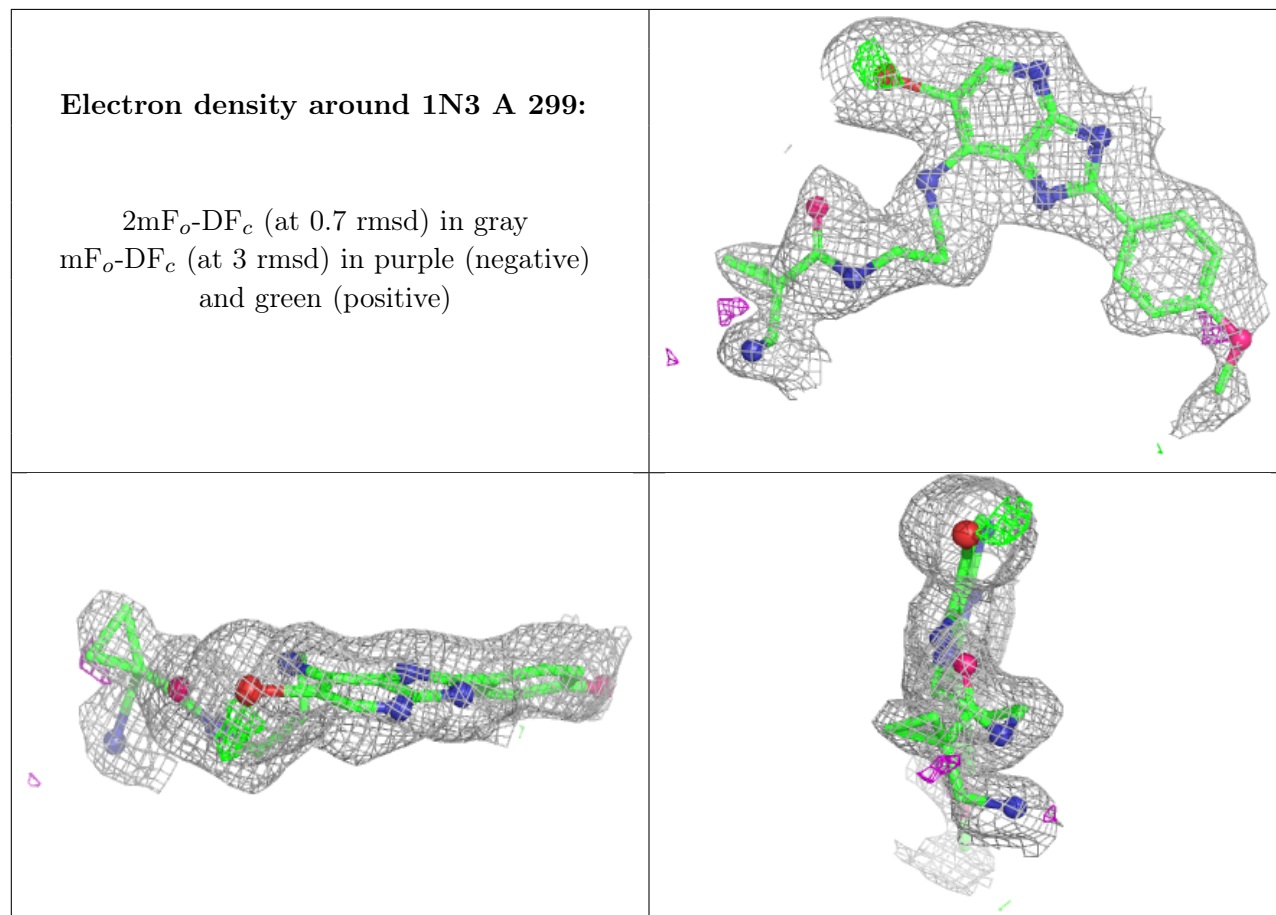 Electron density around 1N3 A 299:
2mFo-DFc (at 0.7 rmsd) in gray
mFo-DFc (at 3 rmsd) in purple (negative)
and green (positive)